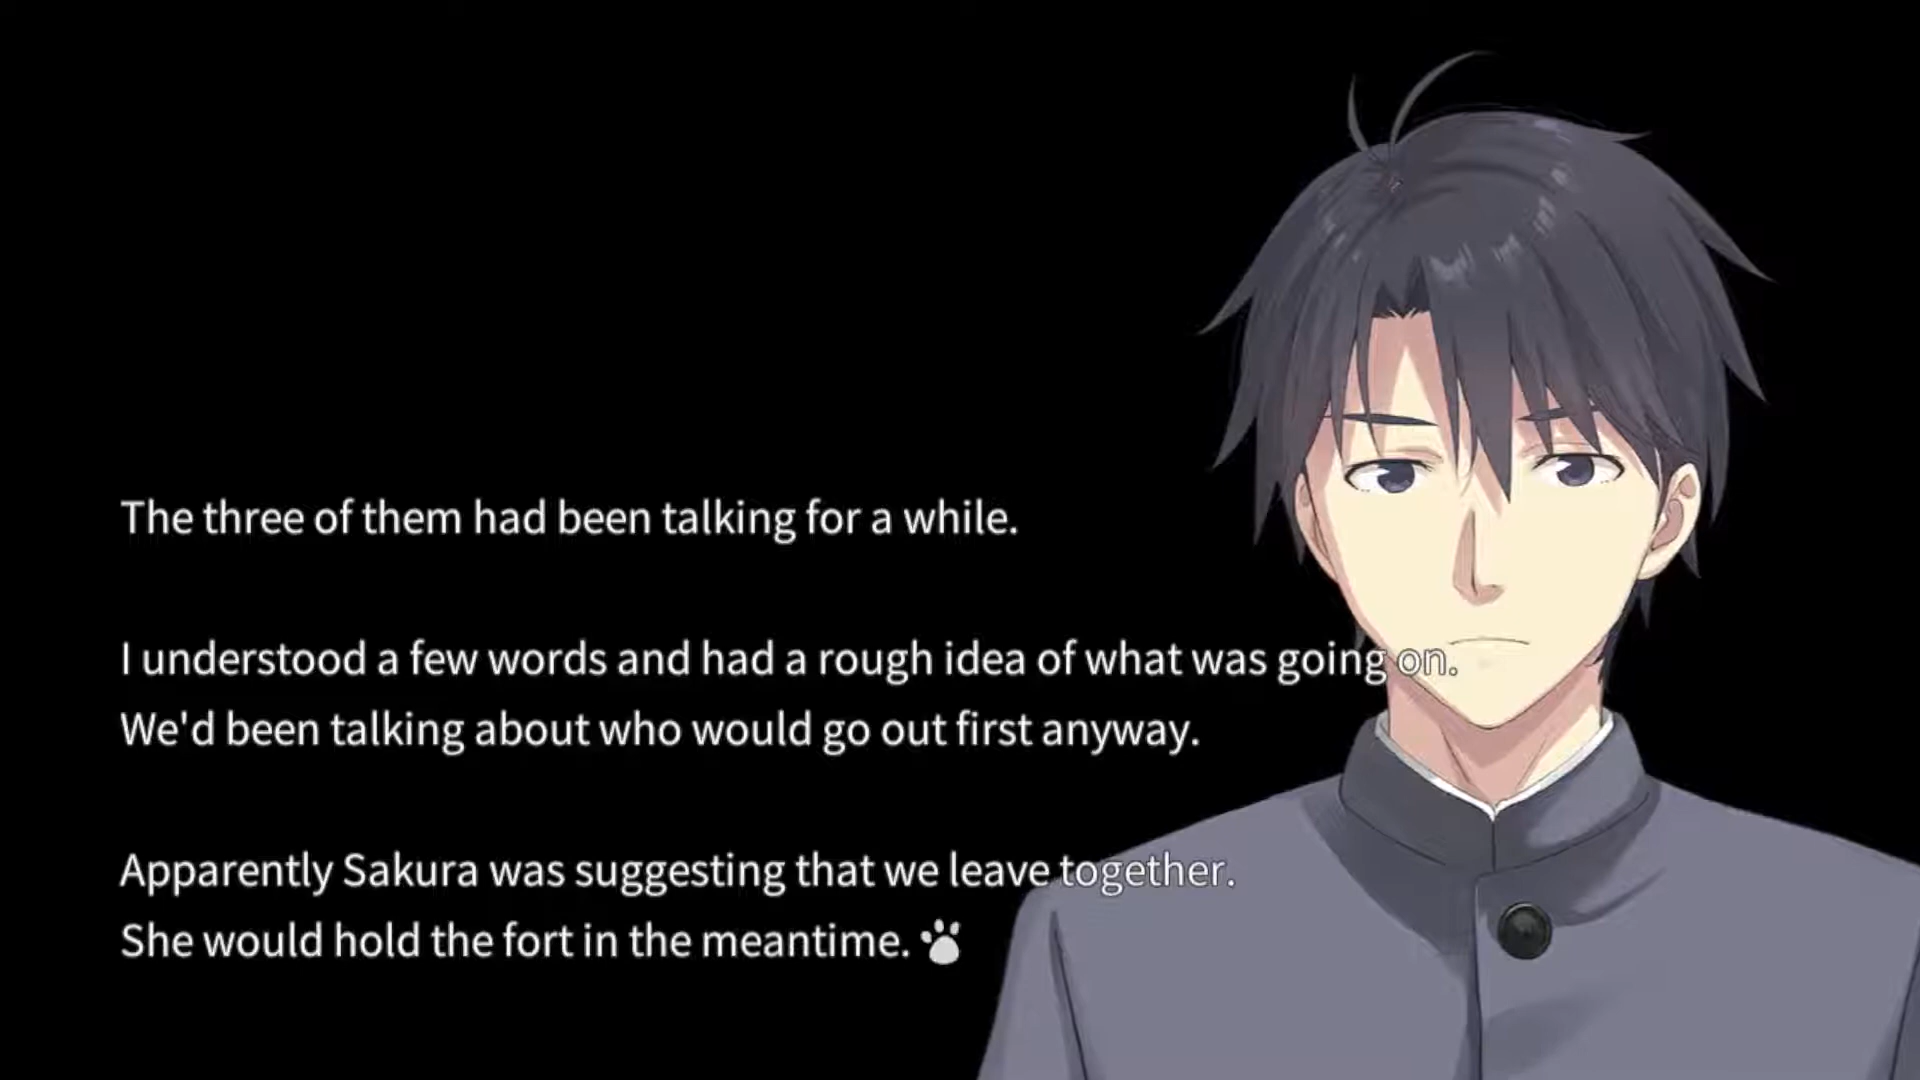 The three of them had been talking for a while.
I understood a few words and had a rough idea of what was going on.
We'd been talking about who would go out first anyway.
Apparently Sakura was suggesting that we leave together.
She would hold the fort in the meantime.